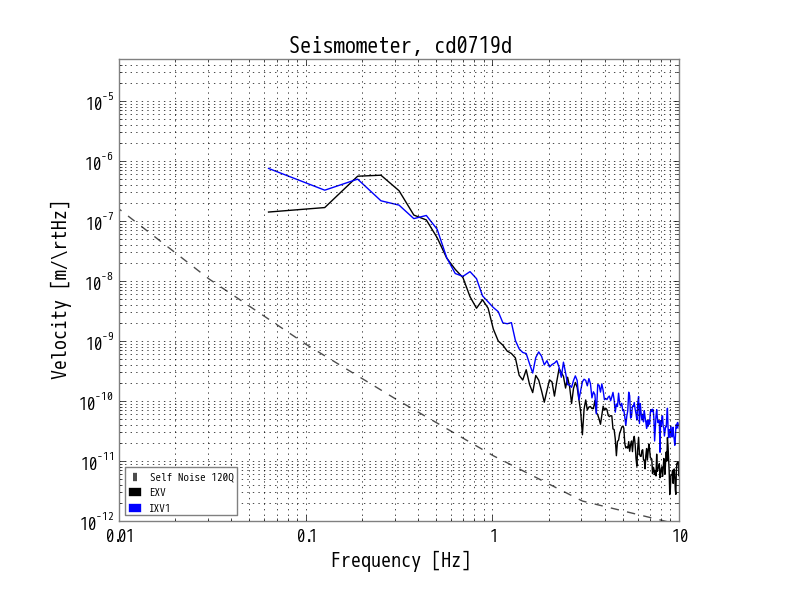 Seismometer, cd0719d
Velocity [m/\rtHz]
10^-5
10^-6
10^-7
10^-8
10^-9
10^-10
10^-11
10^-12
Self Noise 120Q
EXV
IXV1
0.01
0.1
1
10
Frequency [Hz]